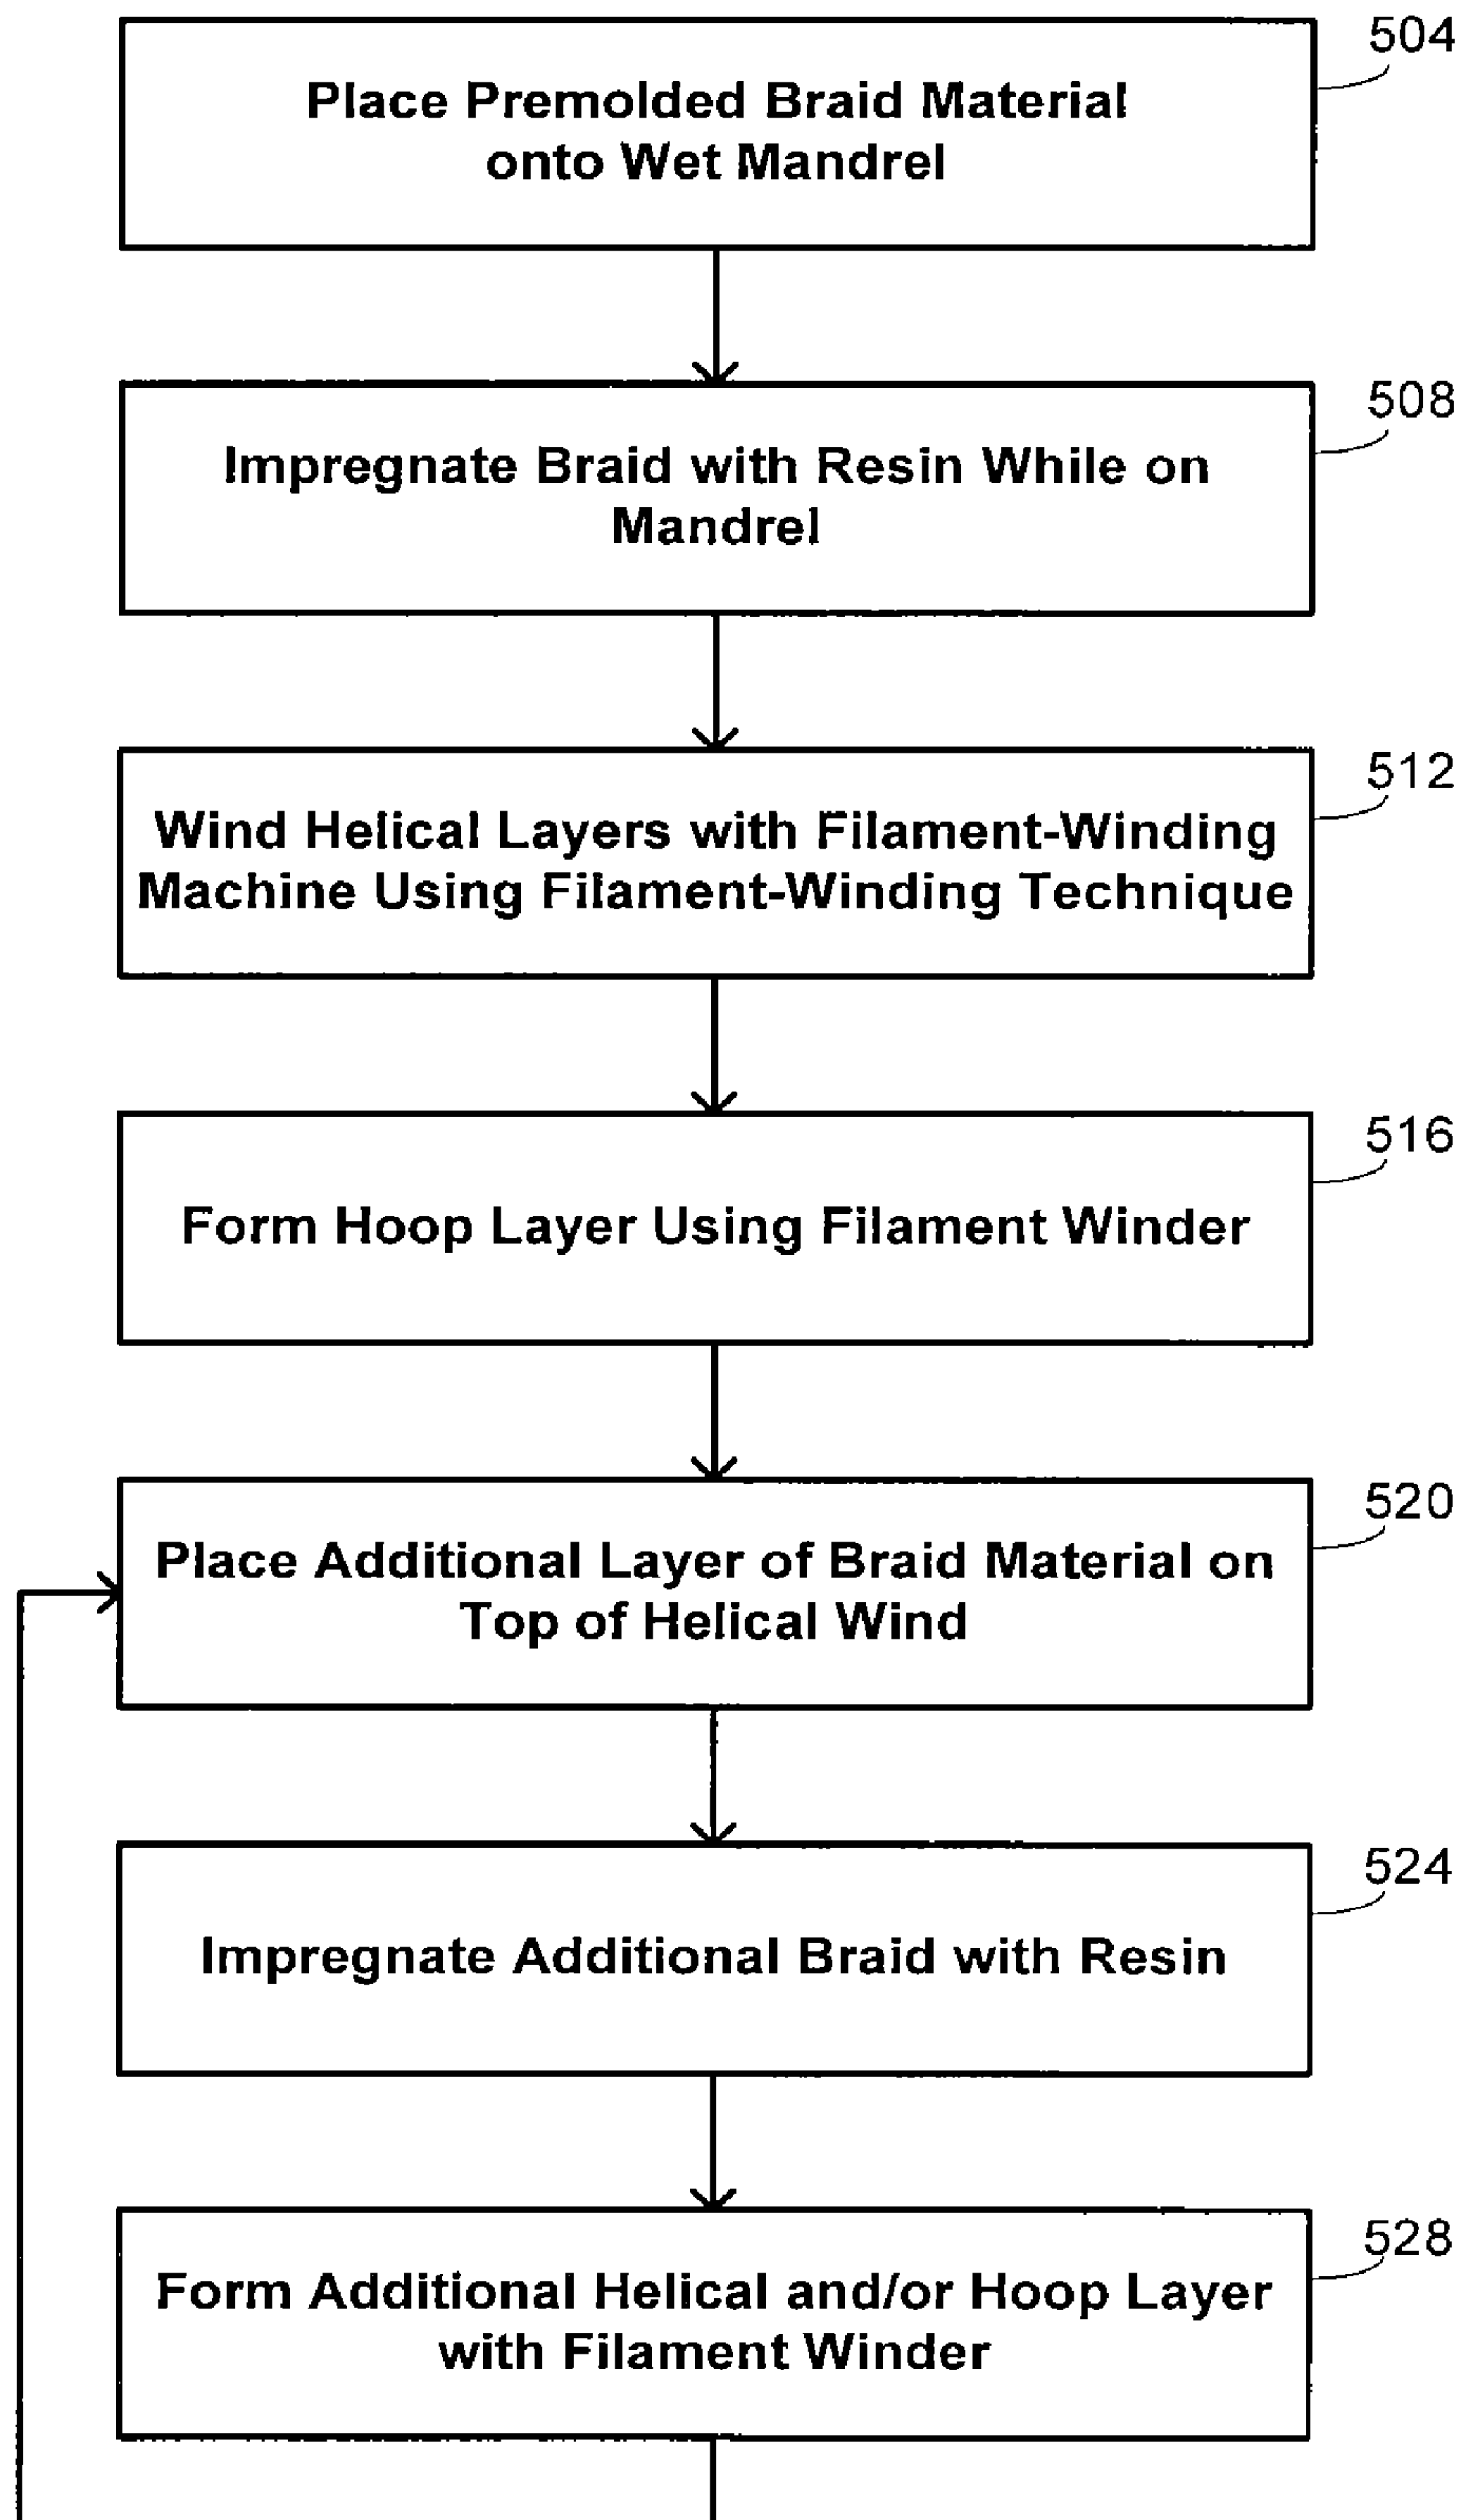 504
Place Premolded Braid Material
onto Wet Mandrel
508
Impregnate Braid with Resin While on
Mandrel
512
Wind Helical Layers with Filament-Winding
Machine Using Filament-Winding Technique
516
Form Hoop Layer Using Filament Winder
520
Place Additional Layer of Braid Material on
Top of Helical Wind
524
Impregnate Additional Braid with Resin
528
Form Additional Helical and/or Hoop Layer
with Filament Winder